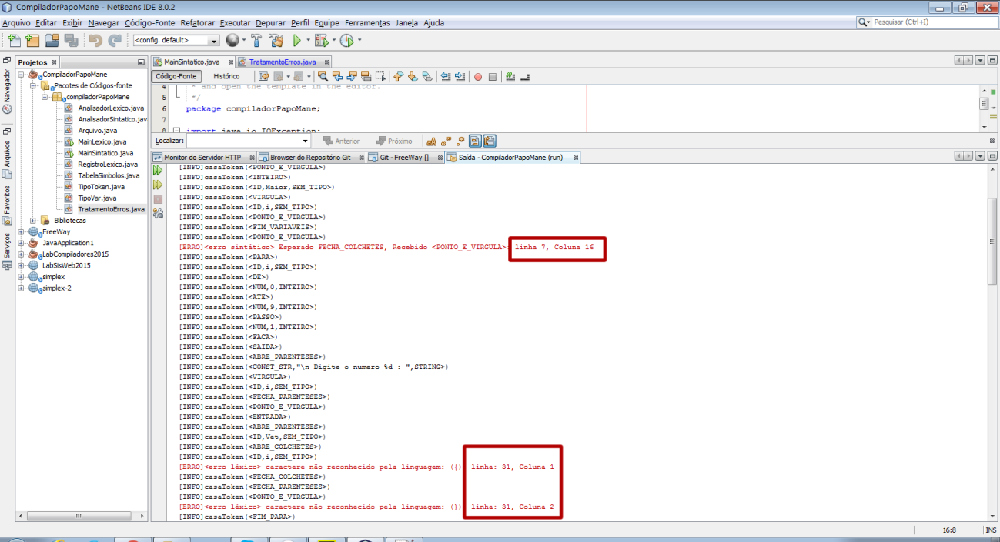 CompiladorPapoMane - NetBeans IDE 8.0.2
Arquivo Editar Exibir Navegar Código-Fonte Refatorar Executar Depurar Perfil Equipe Ferramentas Janela Ajuda
Pesquisar (Ctrl+I)
<config. default>
Projetos
MainSintatico.java
TratamentoErros.java
Navegador
Arquivos
Favoritos
Serviços
CompiladorPapoMane
Pacotes de Códigos-fonte
compiladorPapoMane
AnalisadorLexico.java
AnalisadorSintatico.jav
Arquivo.java
MainLexico.java
MainSintatico.java
RegistroLexico.java
TabelaSimbolos.java
TipoToken.java
TipoVar.java
TratamentoErros.java
Bibliotecas
FreeWay
JavaApplication1
LabCompiladores2015
LabSisWeb2015
simplex
simplex-2
Código-Fonte Histórico
4 * and open the template in the editor.
5 */
6 package compiladorPapoMane;
7
8 import java.io.IOException;
Localizar: Anterior Próximo
Monitor do Servidor HTTP Browser do Repositório Git Git - FreeWay [] Saída - CompiladorPapoMane (run)
[INFO]casaToken(<PONTO_E_VIRGULA>)
[INFO]casaToken(<INTEIRO>)
[INFO]casaToken(<ID,Maior,SEM_TIPO>)
[INFO]casaToken(<VIRGULA>)
[INFO]casaToken(<ID,i,SEM_TIPO>)
[INFO]casaToken(<PONTO_E_VIRGULA>)
[INFO]casaToken(<FIM_VARIAVEIS>)
[INFO]casaToken(<PONTO_E_VIRGULA>)
[ERRO]<erro sintático> Esperado FECHA_COLCHETES, Recebido <PONTO_E_VIRGULA>; linha 7, Coluna 16
[INFO]casaToken(<PARA>)
[INFO]casaToken(<ID,i,SEM_TIPO>)
[INFO]casaToken(<DE>)
[INFO]casaToken(<NUM,0,INTEIRO>)
[INFO]casaToken(<ATE>)
[INFO]casaToken(<NUM,9,INTEIRO>)
[INFO]casaToken(<PASSO>)
[INFO]casaToken(<NUM,1,INTEIRO>)
[INFO]casaToken(<FACA>)
[INFO]casaToken(<SAIDA>)
[INFO]casaToken(<ABRE_PARENTESES>)
[INFO]casaToken(<CONST_STR,"\n Digite o numero %d : ",STRING>)
[INFO]casaToken(<VIRGULA>)
[INFO]casaToken(<ID,i,SEM_TIPO>)
[INFO]casaToken(<FECHA_PARENTESES>)
[INFO]casaToken(<PONTO_E_VIRGULA>)
[INFO]casaToken(<ENTRADA>)
[INFO]casaToken(<ABRE_PARENTESES>)
[INFO]casaToken(<ID,Vet,SEM_TIPO>)
[INFO]casaToken(<ABRE_COLCHETES>)
[INFO]casaToken(<ID,i,SEM_TIPO>)
[ERRO]<erro léxico> caractere não reconhecido pela linguagem: ({) linha: 31, Coluna 1
[INFO]casaToken(<FECHA_COLCHETES>)
[INFO]casaToken(<FECHA_PARENTESES>)
[INFO]casaToken(<PONTO_E_VIRGULA>)
[ERRO]<erro léxico> caractere não reconhecido pela linguagem: (}) linha: 31, Coluna 2
[INFO]casaToken(<FIM_PARA>)
16:8 INS